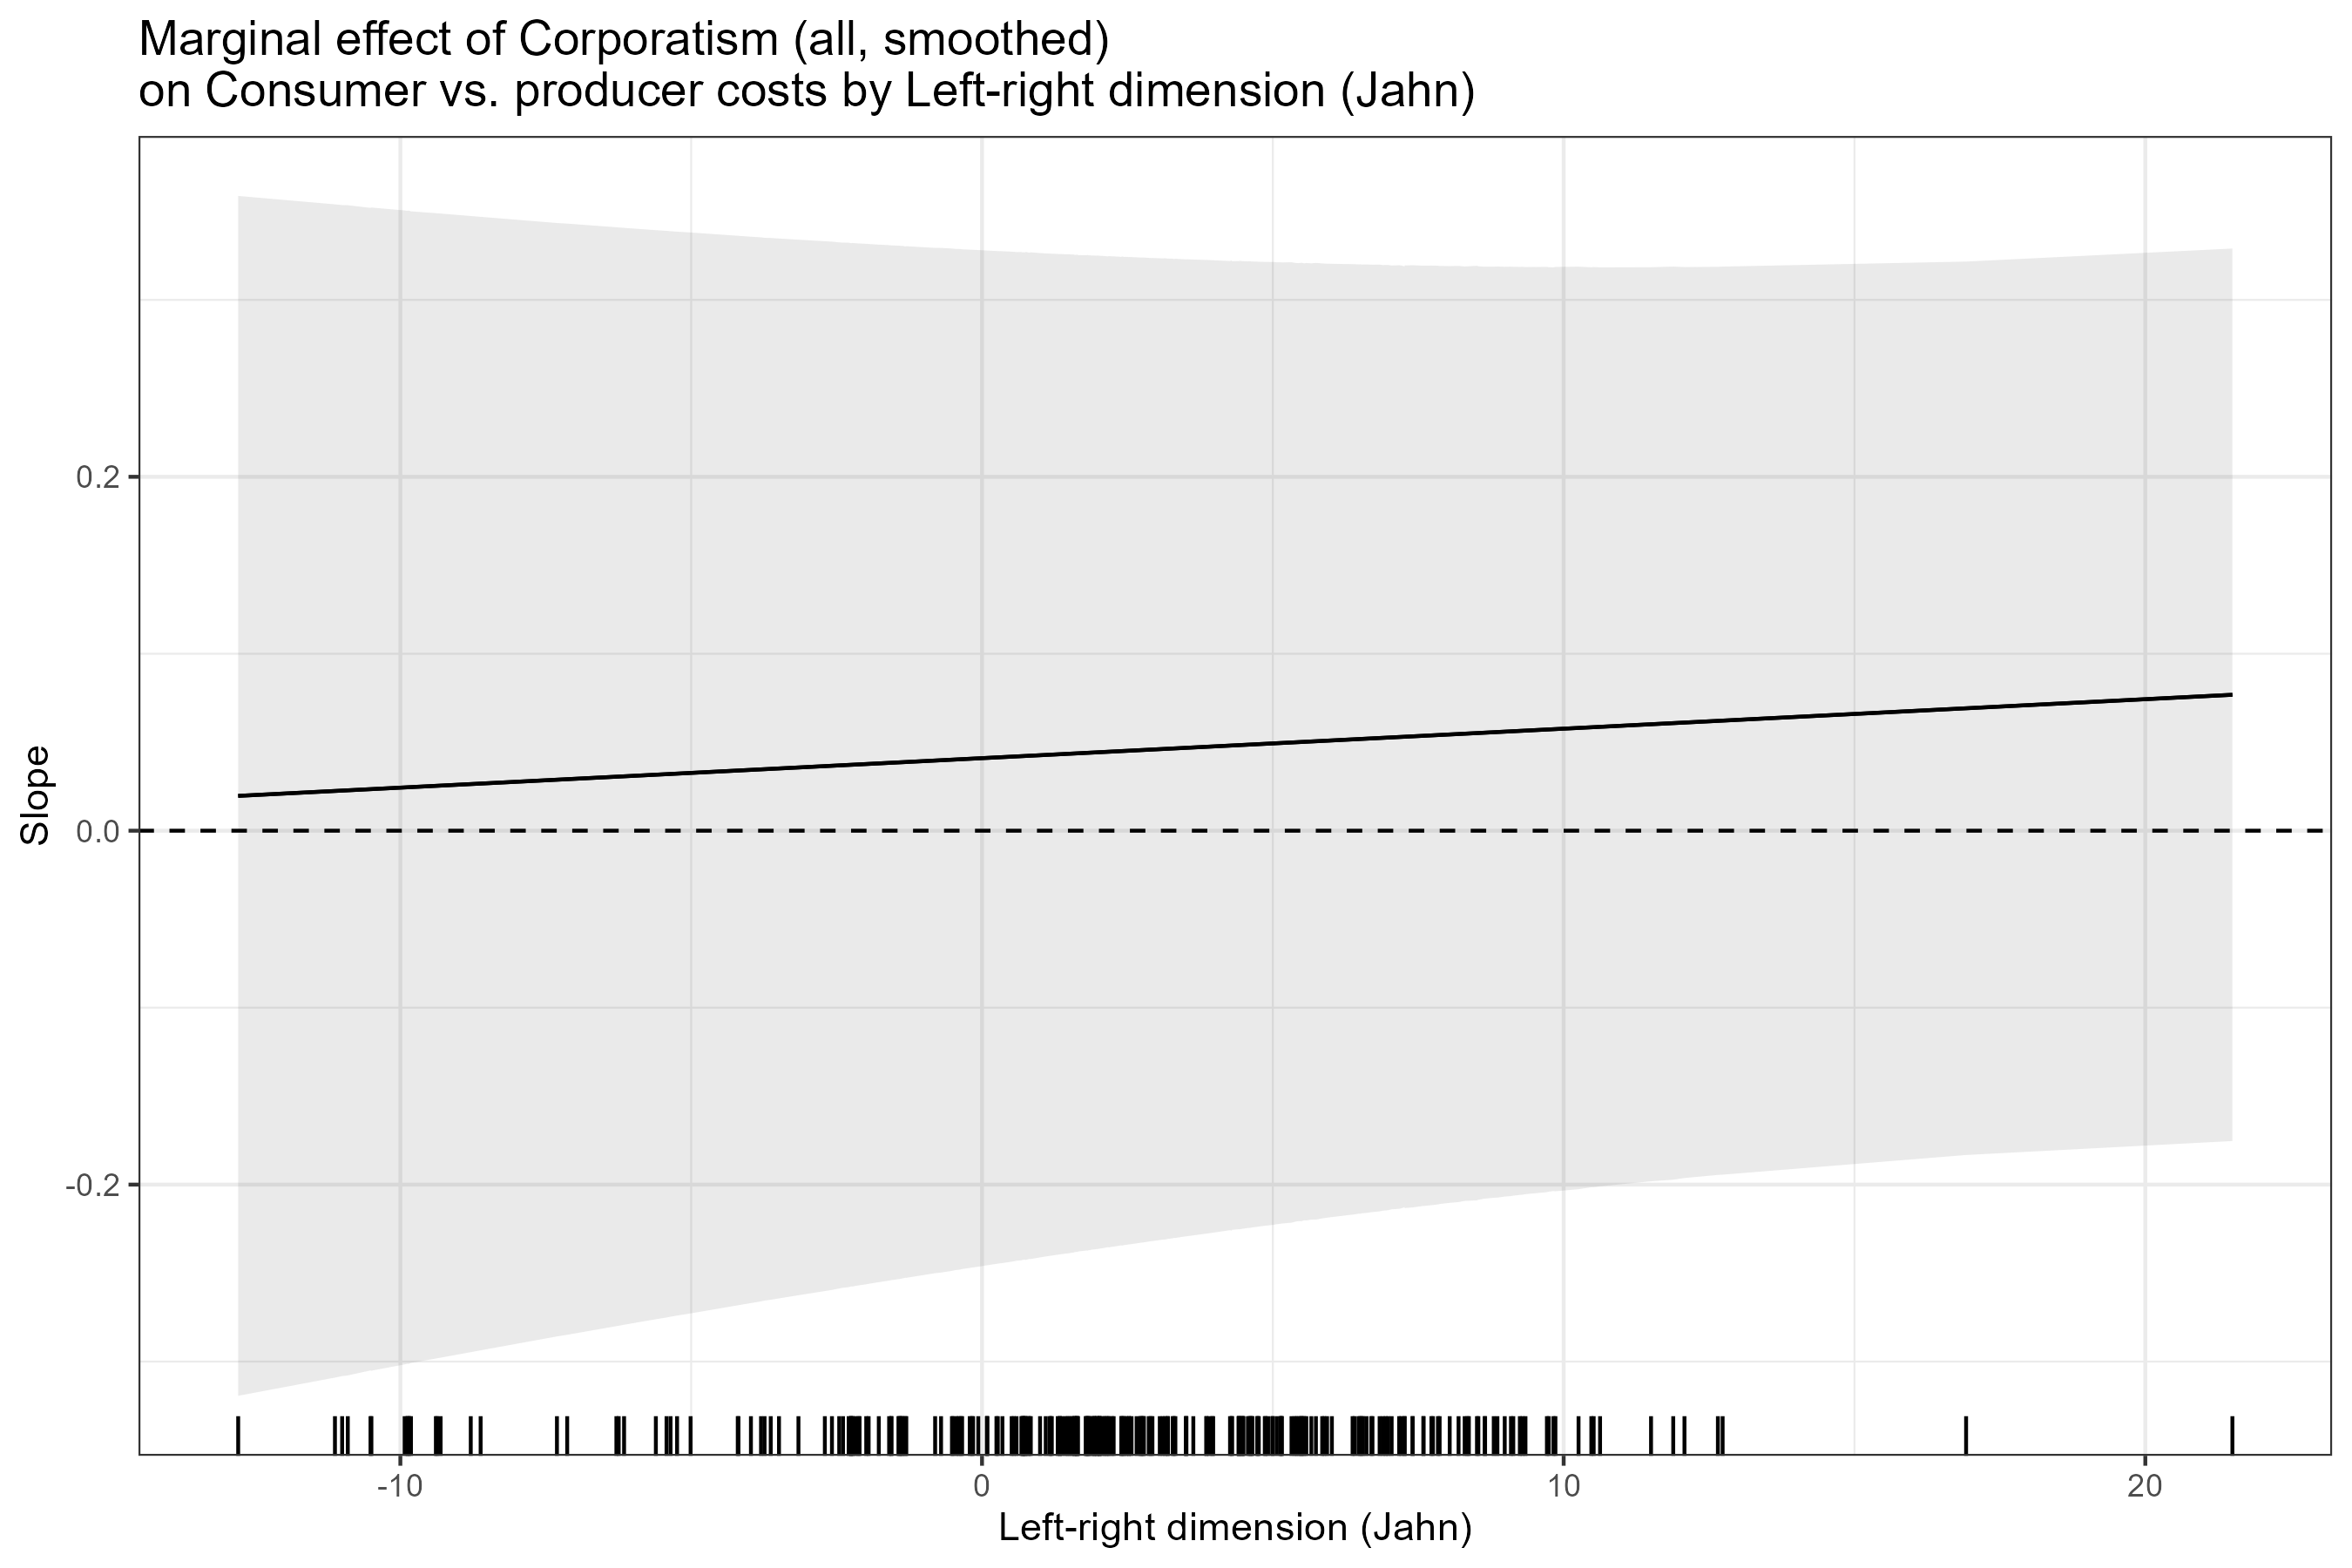 Marginal effect of Corporatism (all, smoothed)
on Consumer vs. producer costs by Left-right dimension (Jahn)
Slope
0.2
0.0
-0.2
-10
0
10
20
Left-right dimension (Jahn)